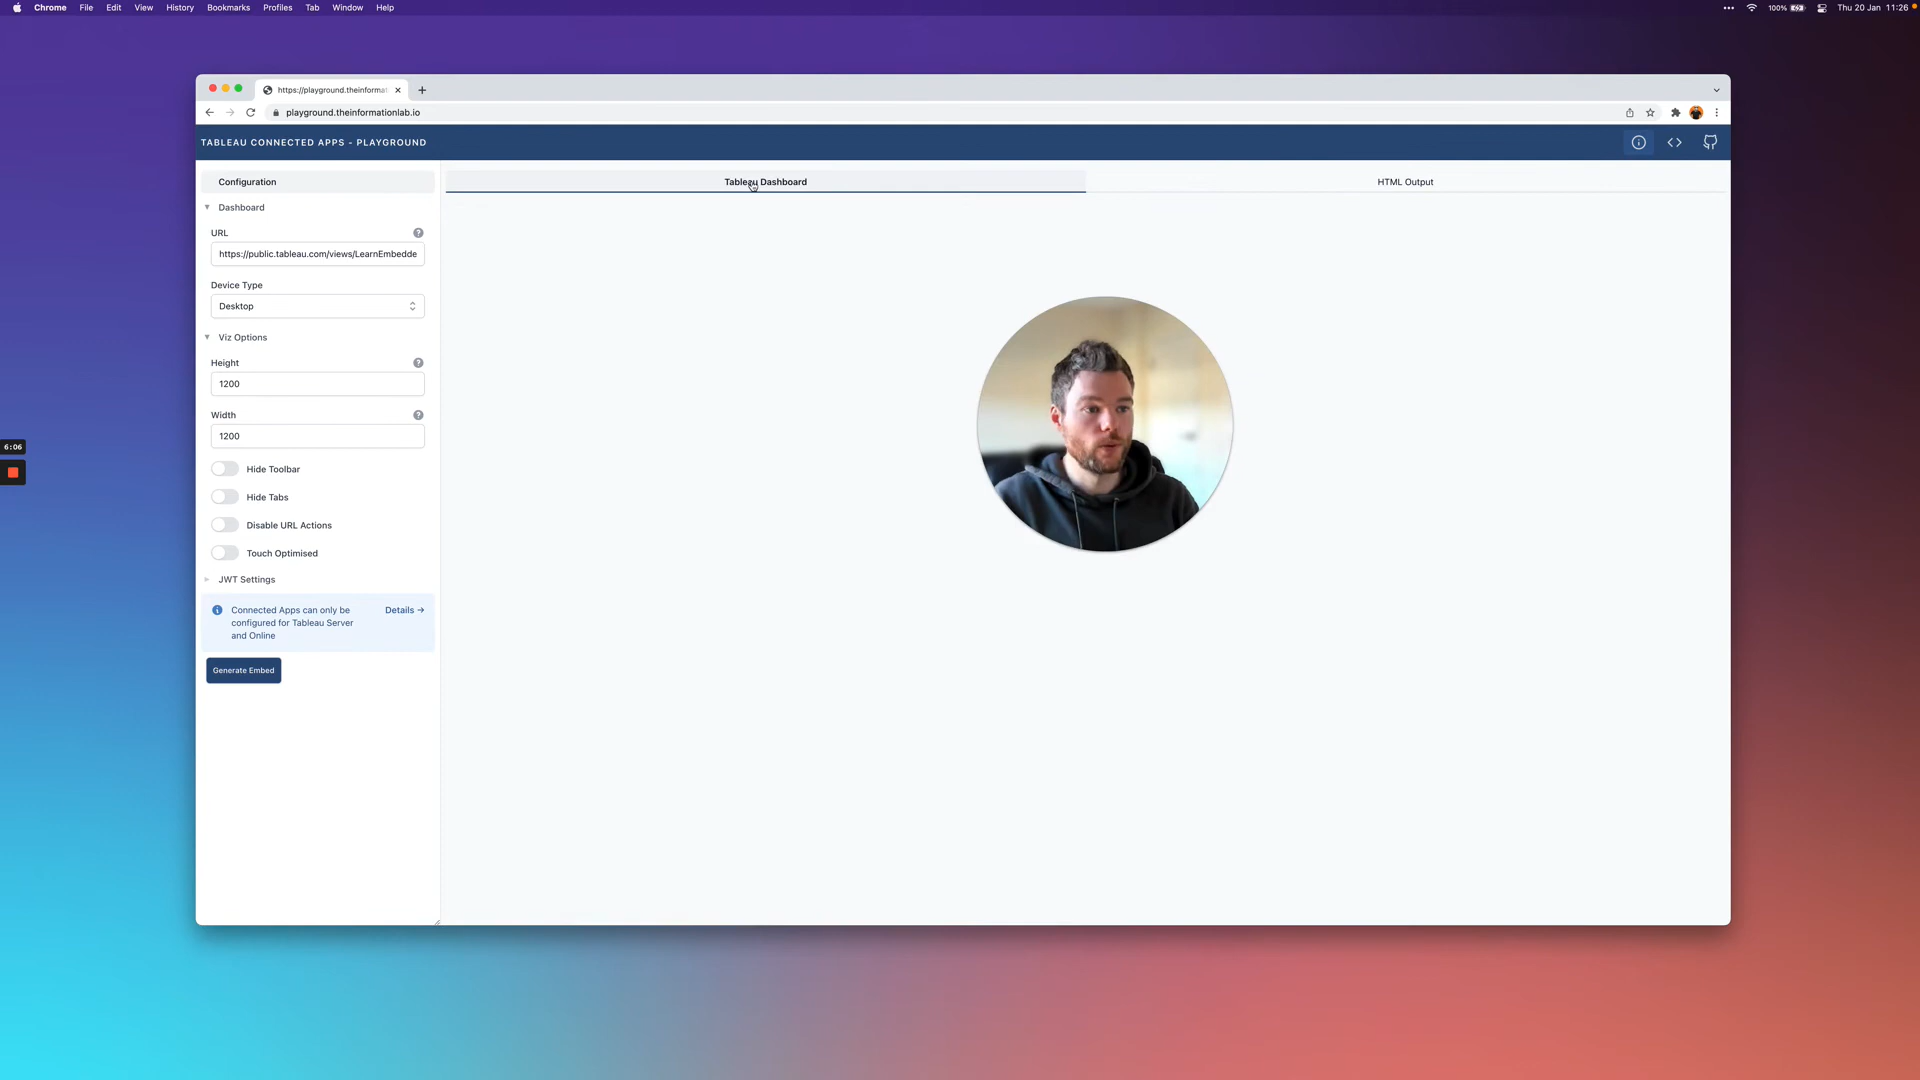 Chrome File Edit View History Bookmarks Profiles Tab Window Help
100% Thu 20 Jan 11:26
https://playground.theinformat
playground.theinformationlab.io
TABLEAU CONNECTED APPS - PLAYGROUND
Configuration
Tableau Dashboard
HTML Output
Dashboard
URL
https://public.tableau.com/views/LearnEmbedde
Device Type
Desktop
Viz Options
Height
1200
Width
1200
6:06
Hide Toolbar
Hide Tabs
Disable URL Actions
Touch Optimised
JWT Settings
Connected Apps can only be
configured for Tableau Server
and Online
Details →
Generate Embed